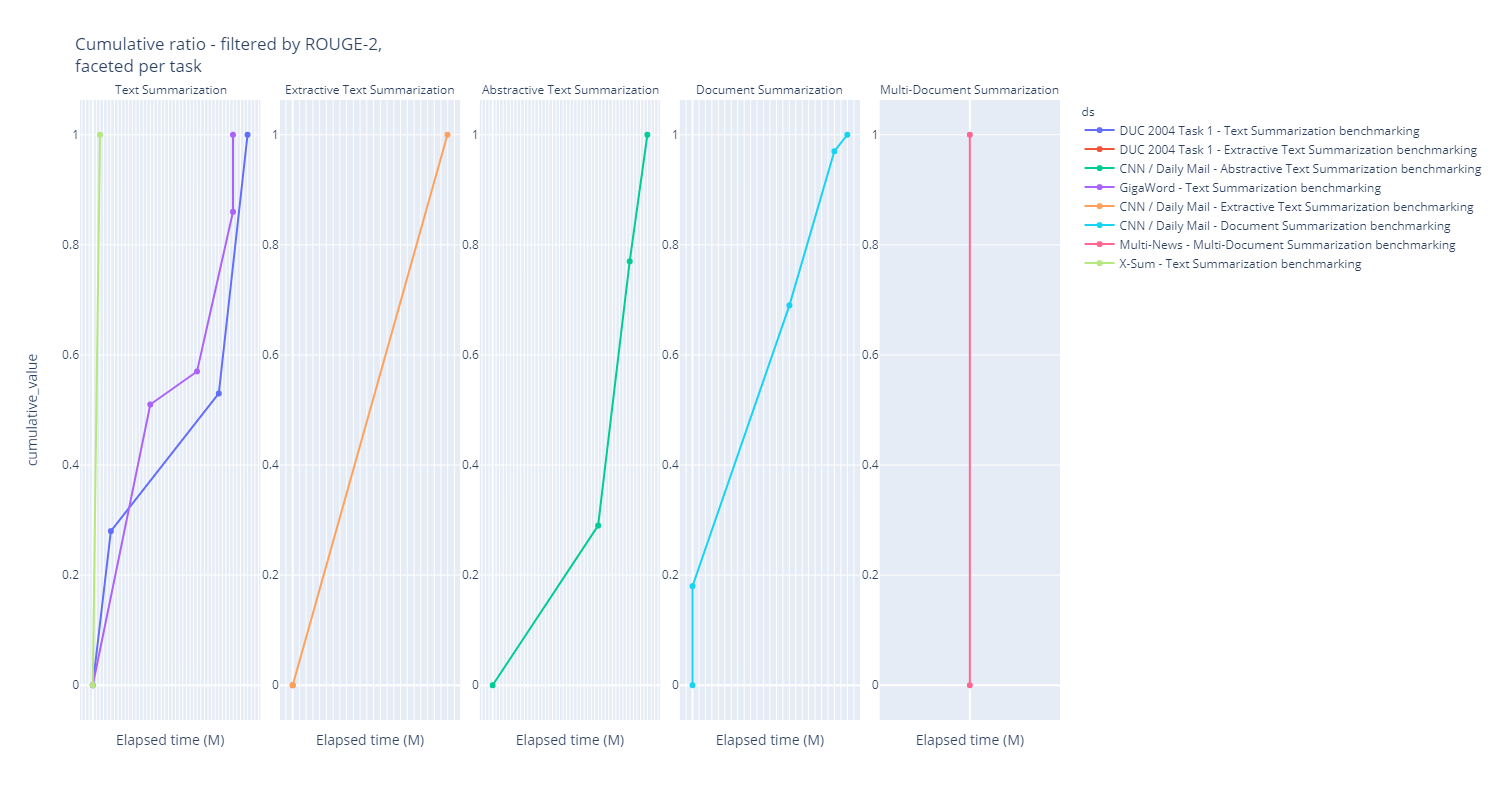 Cumulative ratio - filtered by ROUGE-2,
faceted per task
Text Summarization
Extractive Text Summarization
Abstractive Text Summarization
Document Summarization
Multi-Document Summarization
cumulative_value
1
0.8
0.6
0.4
0.2
0
1
0.8
0.6
0.4
0.2
0
1
0.8
0.6
0.4
0.2
0
1
0.8
0.6
0.4
0.2
0
1
0.8
0.6
0.4
0.2
0
Elapsed time (M)
Elapsed time (M)
Elapsed time (M)
Elapsed time (M)
Elapsed time (M)
ds
DUC 2004 Task 1 - Text Summarization benchmarking
DUC 2004 Task 1 - Extractive Text Summarization benchmarking
CNN / Daily Mail - Abstractive Text Summarization benchmarking
GigaWord - Text Summarization benchmarking
CNN / Daily Mail - Extractive Text Summarization benchmarking
CNN / Daily Mail - Document Summarization benchmarking
Multi-News - Multi-Document Summarization benchmarking
X-Sum - Text Summarization benchmarking